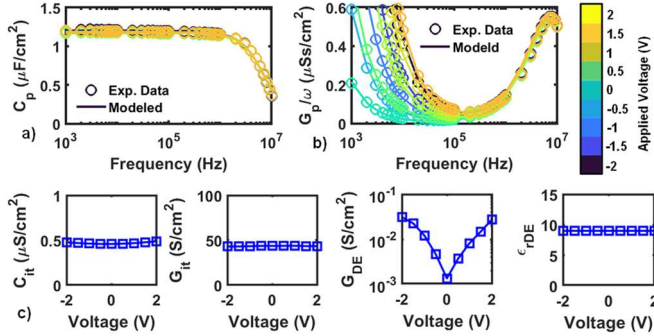 C_p (μF/cm²)
1.5
1
0.5
0
Exp. Data
Modeled
a)
10³ 10⁵ 10⁷
Frequency (Hz)
G_p/ω (μSs/cm²)
0.6
0.4
0.2
0
Exp. Data
Modeld
b)
10³ 10⁵ 10⁷
Frequency (Hz)
2
1.5
1
0.5
0
-0.5
-1
-1.5
-2
Applied Voltage (V)
C_it (μS/cm²)
1
0.5
0
-2 0 2
Voltage (V)
c)
G_it (S/cm²)
100
50
0
-2 0 2
Voltage (V)
G_DE (S/cm²)
10⁻¹
10⁻²
10⁻³
-2 0 2
Voltage (V)
ϵ_rDE
15
10
5
0
-2 0 2
Voltage (V)